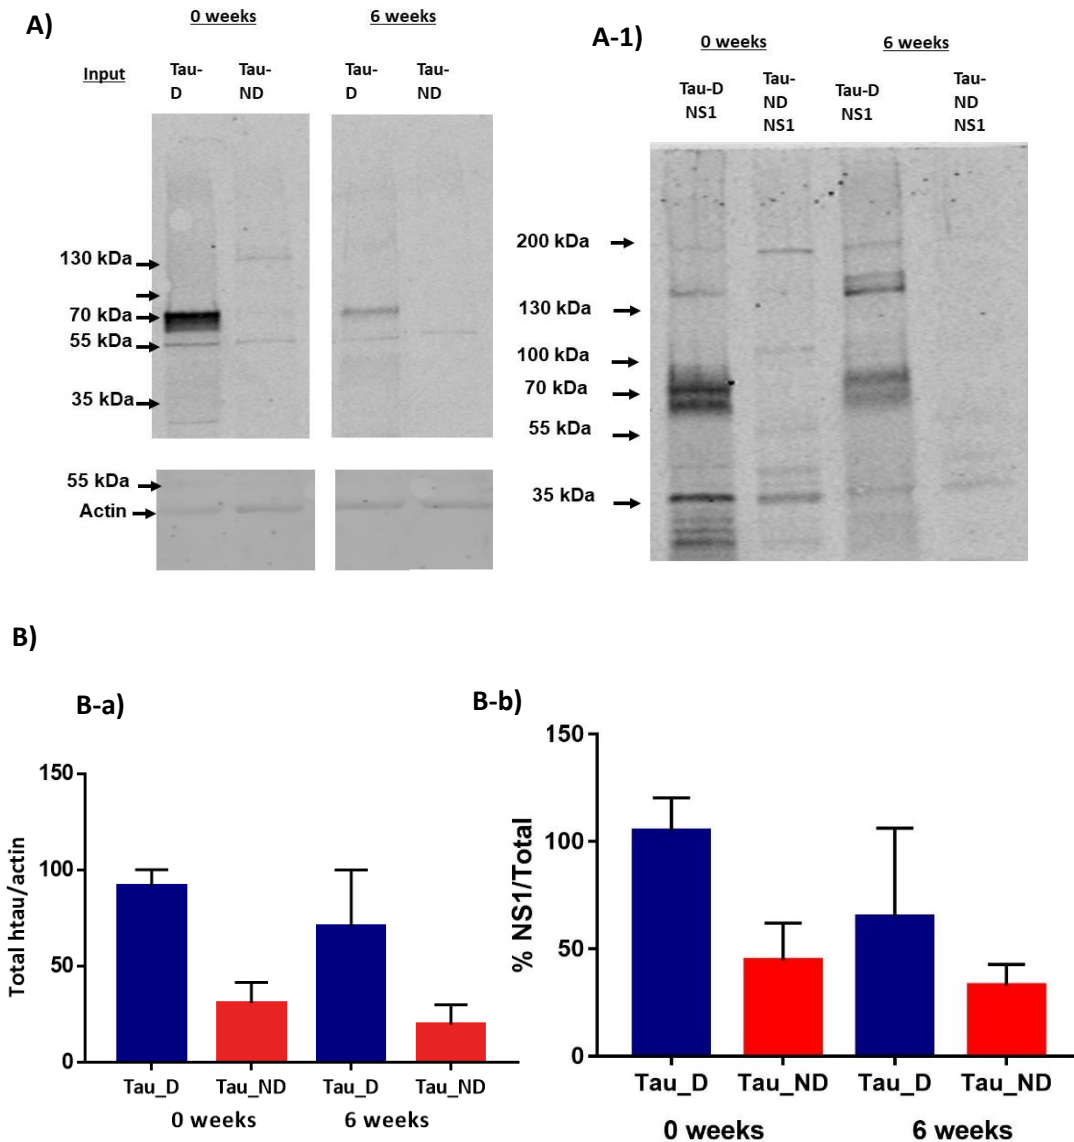 A)
0 weeks
6 weeks
Input
Tau-
D
Tau-
ND
Tau-
D
Tau-
ND
130 kDa
70 kDa
55 kDa
35 kDa
55 kDa
Actin
A-1)
0 weeks
6 weeks
Tau-D
NS1
Tau-
ND
NS1
Tau-D
NS1
Tau-
ND
NS1
200 kDa
130 kDa
100 kDa
70 kDa
55 kDa
35 kDa
B)
B-a)
Total htau/actin
150
100
50
0
Tau_D Tau_ND Tau_D Tau_ND
0 weeks 6 weeks
B-b)
% NS1/Total
150
100
50
0
Tau_D Tau_ND Tau_D Tau_ND
0 weeks 6 weeks